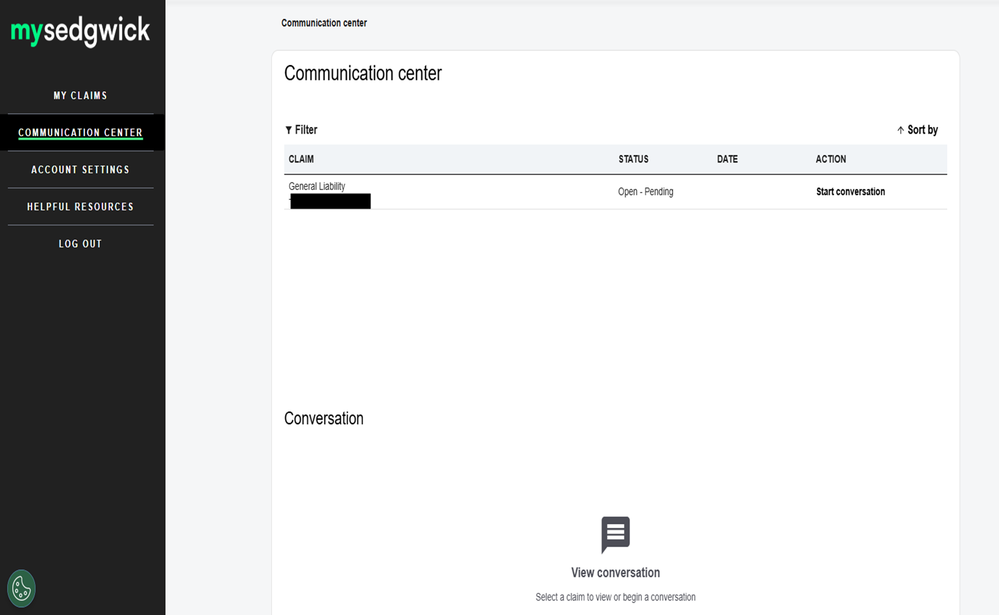 mysedgwick
MY CLAIMS
COMMUNICATION CENTER
ACCOUNT SETTINGS
HELPFUL RESOURCES
LOG OUT
Communication center
Communication center
Filter
Sort by
CLAIM STATUS DATE ACTION
General Liability
Open - Pending
Start conversation
Conversation
View conversation
Select a claim to view or begin a conversation